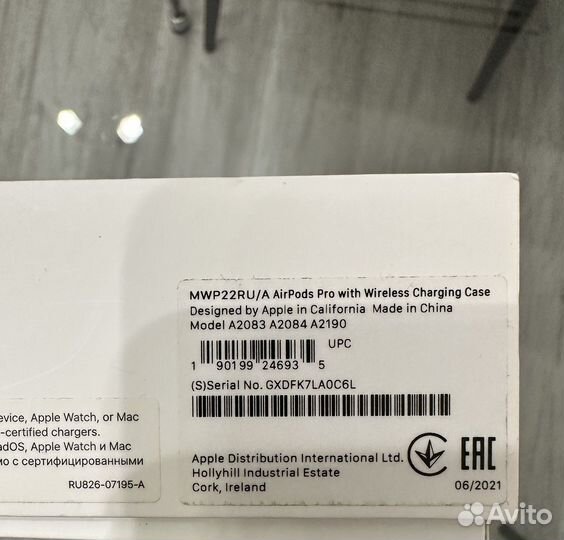 MWP22RU/A AirPods Pro with Wireless Charging Case
Designed by Apple in California Made in China
Model A2083 A2084 A2190
UPC
1 90199 24693 5
(S)Serial No. GXDFK7LA0C6L
evice, Apple Watch, or Mac
-certified chargers.
adOS, Apple Watch и Mac
мо с сертифицированными
RU826-07195-A
Apple Distribution International Ltd.
Hollyhill Industrial Estate
Cork, Ireland
EAC
06/2021
Avito